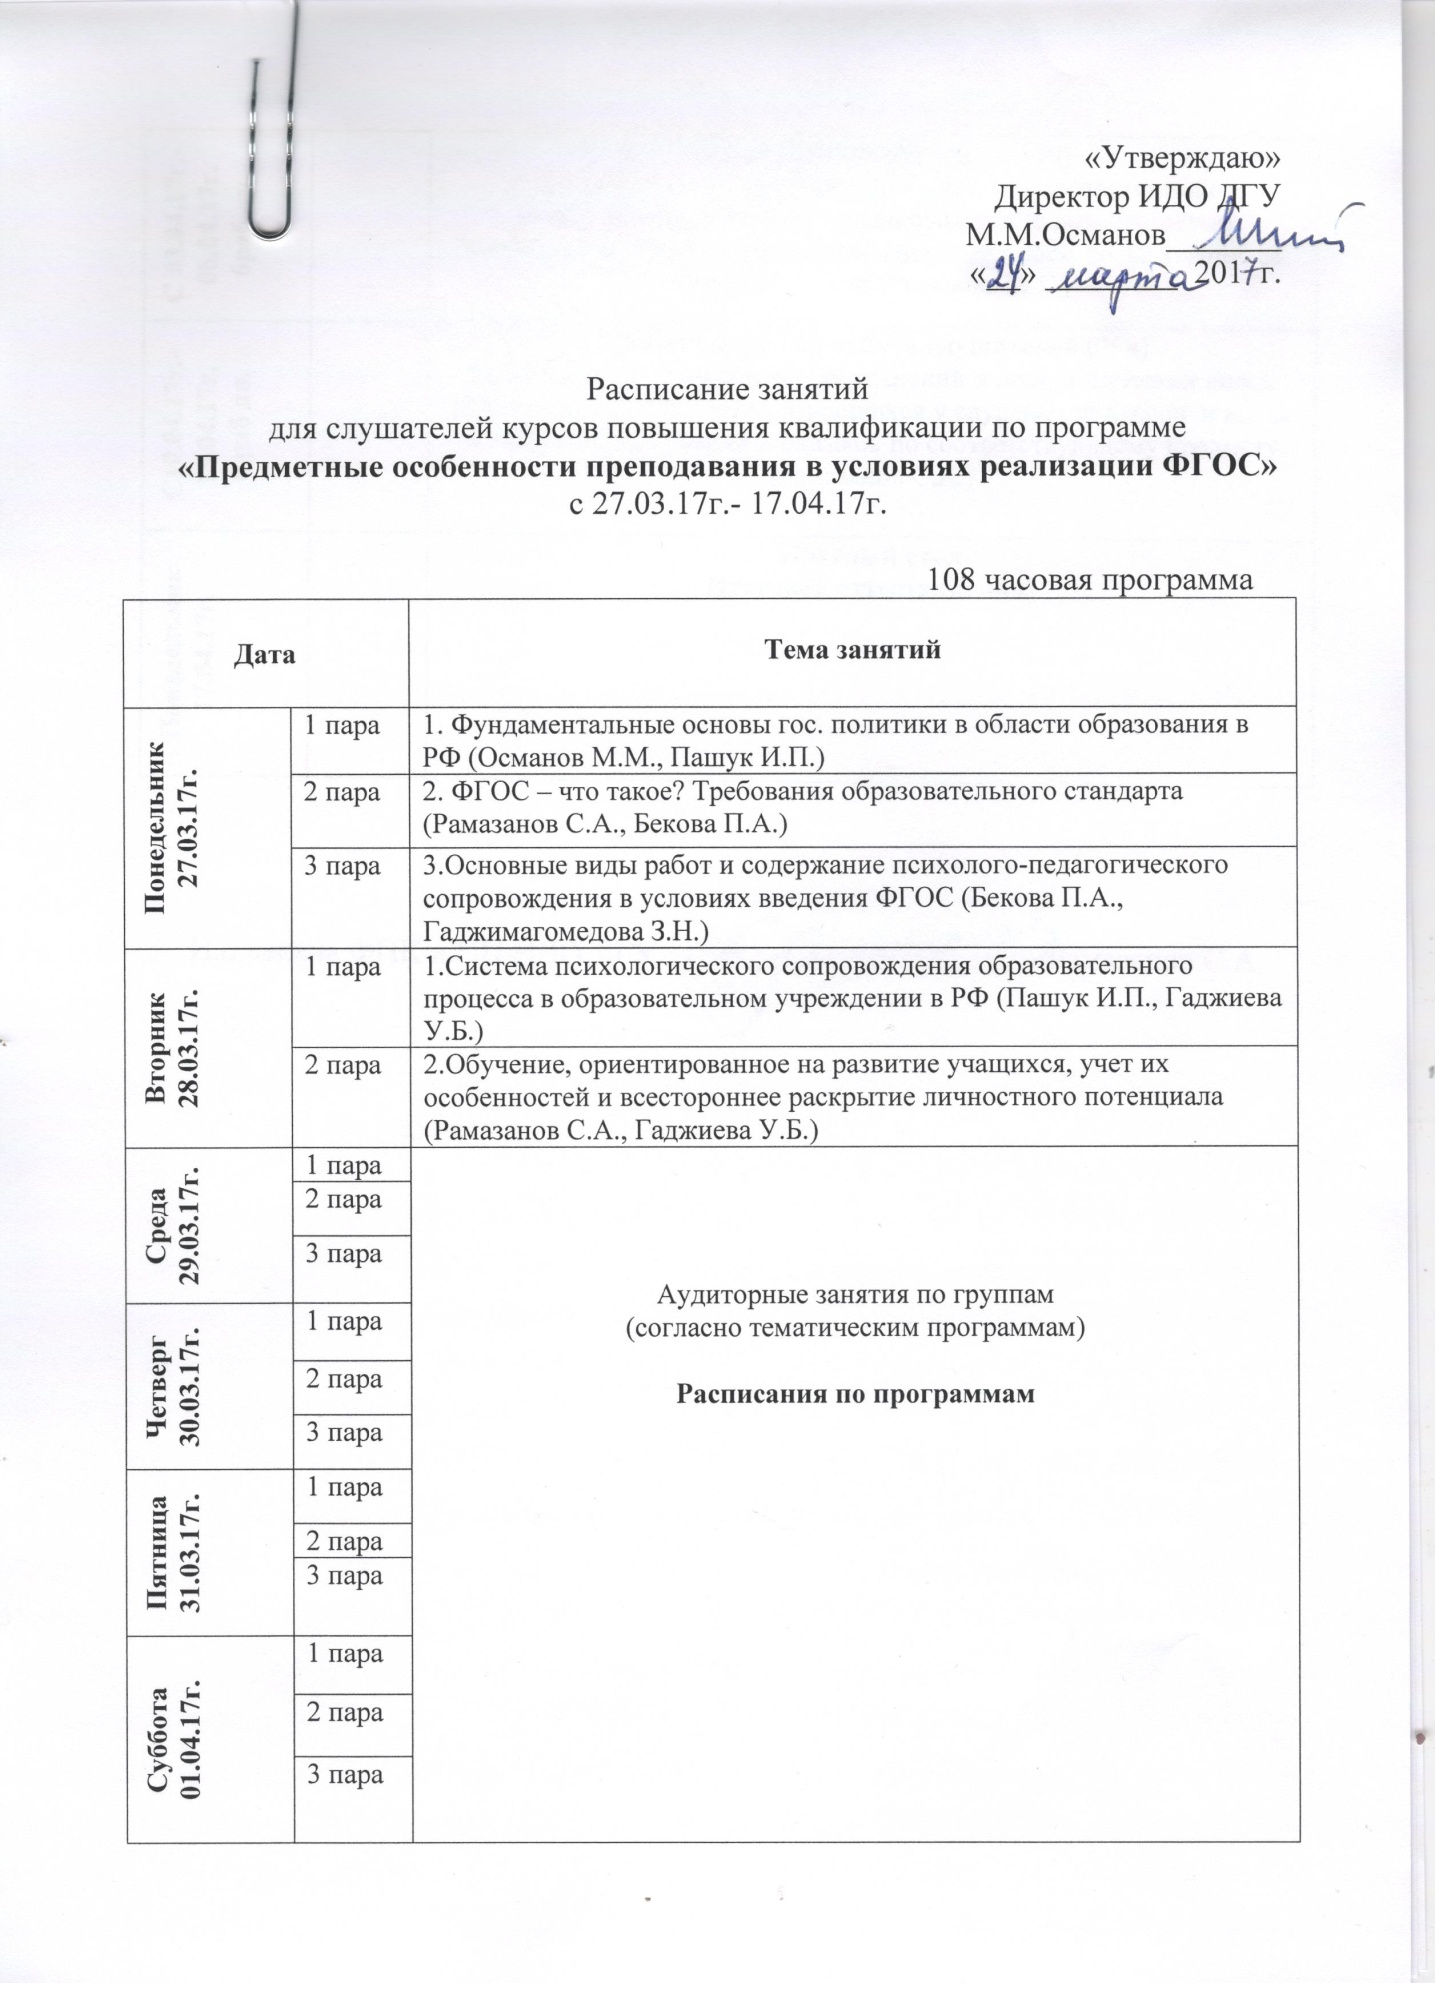 «Утверждаю»
Директор ИДО ДГУ
М.М.Османов________
«24» марта 2017г.
Расписание занятий
для слушателей курсов повышения квалификации по программе
«Предметные особенности преподавания в условиях реализации ФГОС»
с 27.03.17г.- 17.04.17г.
108 часовая программа
Дата
Тема занятий
Понедельник
27.03.17г.
1 пара
1. Фундаментальные основы гос. политики в области образования в
РФ (Османов М.М., Пашук И.П.)
2 пара
2. ФГОС – что такое? Требования образовательного стандарта
(Рамазанов С.А., Бекова П.А.)
3 пара
3.Основные виды работ и содержание психолого-педагогического
сопровождения в условиях введения ФГОС (Бекова П.А.,
Гаджимагомедова З.Н.)
Вторник
28.03.17г.
1 пара
1.Система психологического сопровождения образовательного
процесса в образовательном учреждении в РФ (Пашук И.П., Гаджиева
У.Б.)
2 пара
2.Обучение, ориентированное на развитие учащихся, учет их
особенностей и всестороннее раскрытие личностного потенциала
(Рамазанов С.А., Гаджиева У.Б.)
Среда
29.03.17г.
1 пара
2 пара
3 пара
Аудиторные занятия по группам
(согласно тематическим программам)
Расписания по программам
Четверг
30.03.17г.
1 пара
2 пара
3 пара
Пятница
31.03.17г.
1 пара
2 пара
3 пара
Суббота
01.04.17г.
1 пара
2 пара
3 пара